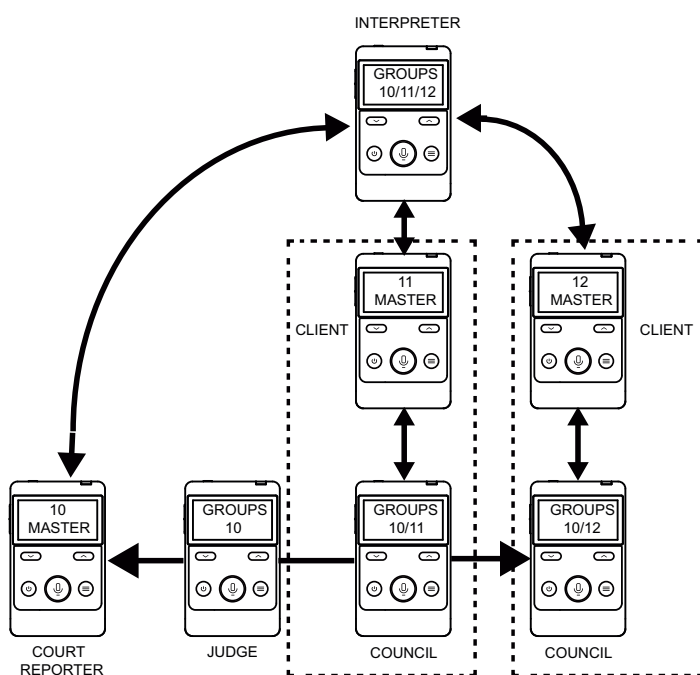 INTERPRETER
GROUPS
10/11/12
CLIENT
11
MASTER
12
MASTER
CLIENT
10
MASTER
GROUPS
10
GROUPS
10/11
GROUPS
10/12
COURT
REPORTER
JUDGE
COUNCIL
COUNCIL